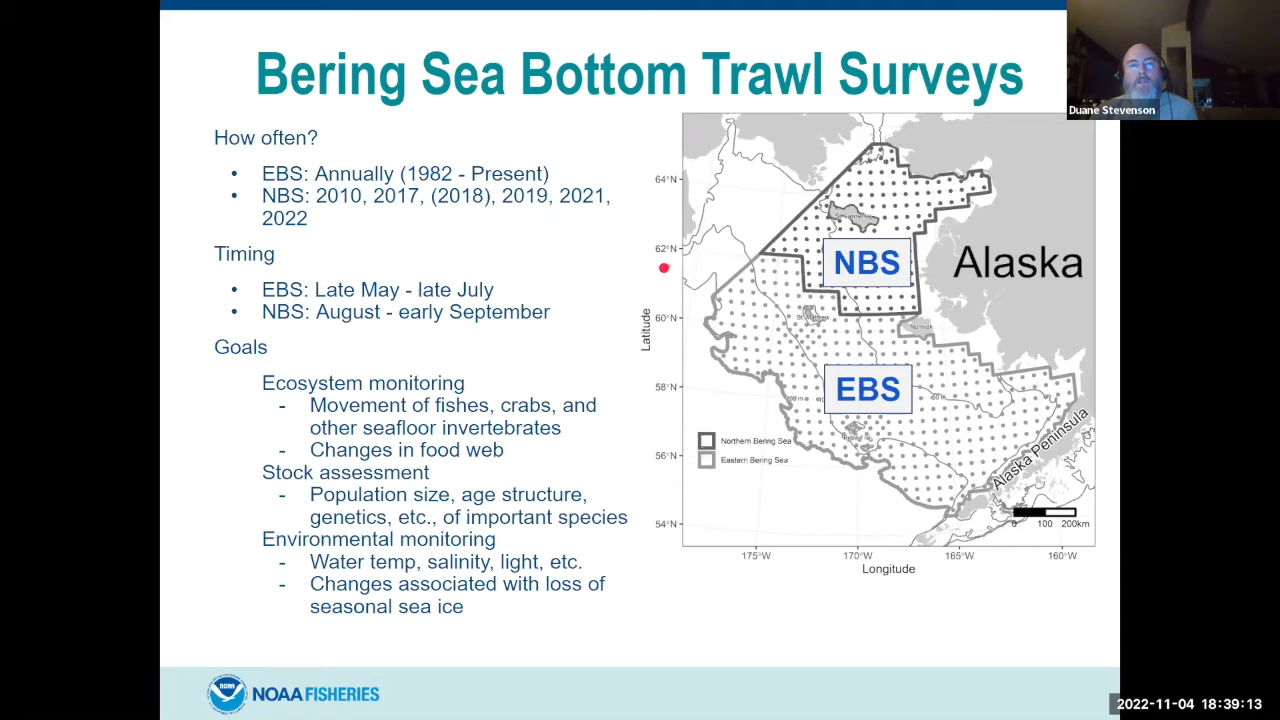 Bering Sea Bottom Trawl Surveys
Duane Stevenson
How often?
• EBS: Annually (1982 - Present)
• NBS: 2010, 2017, (2018), 2019, 2021,
2022
Timing
• EBS: Late May - late July
• NBS: August - early September
Goals
Ecosystem monitoring
- Movement of fishes, crabs, and
other seafloor invertebrates
- Changes in food web
Stock assessment
- Population size, age structure,
genetics, etc., of important species
Environmental monitoring
- Water temp, salinity, light, etc.
- Changes associated with loss of
seasonal sea ice
64°N
62°N
60°N
58°N
56°N
54°N
Latitude
NBS
Alaska
Nunivak
EBS
Northern Bering Sea
Eastern Bering Sea
Alaska Peninsula
0 100 200km
175°W 170°W 165°W 160°W
Longitude
NOAA
NOAA FISHERIES
2022-11-04 18:39:13